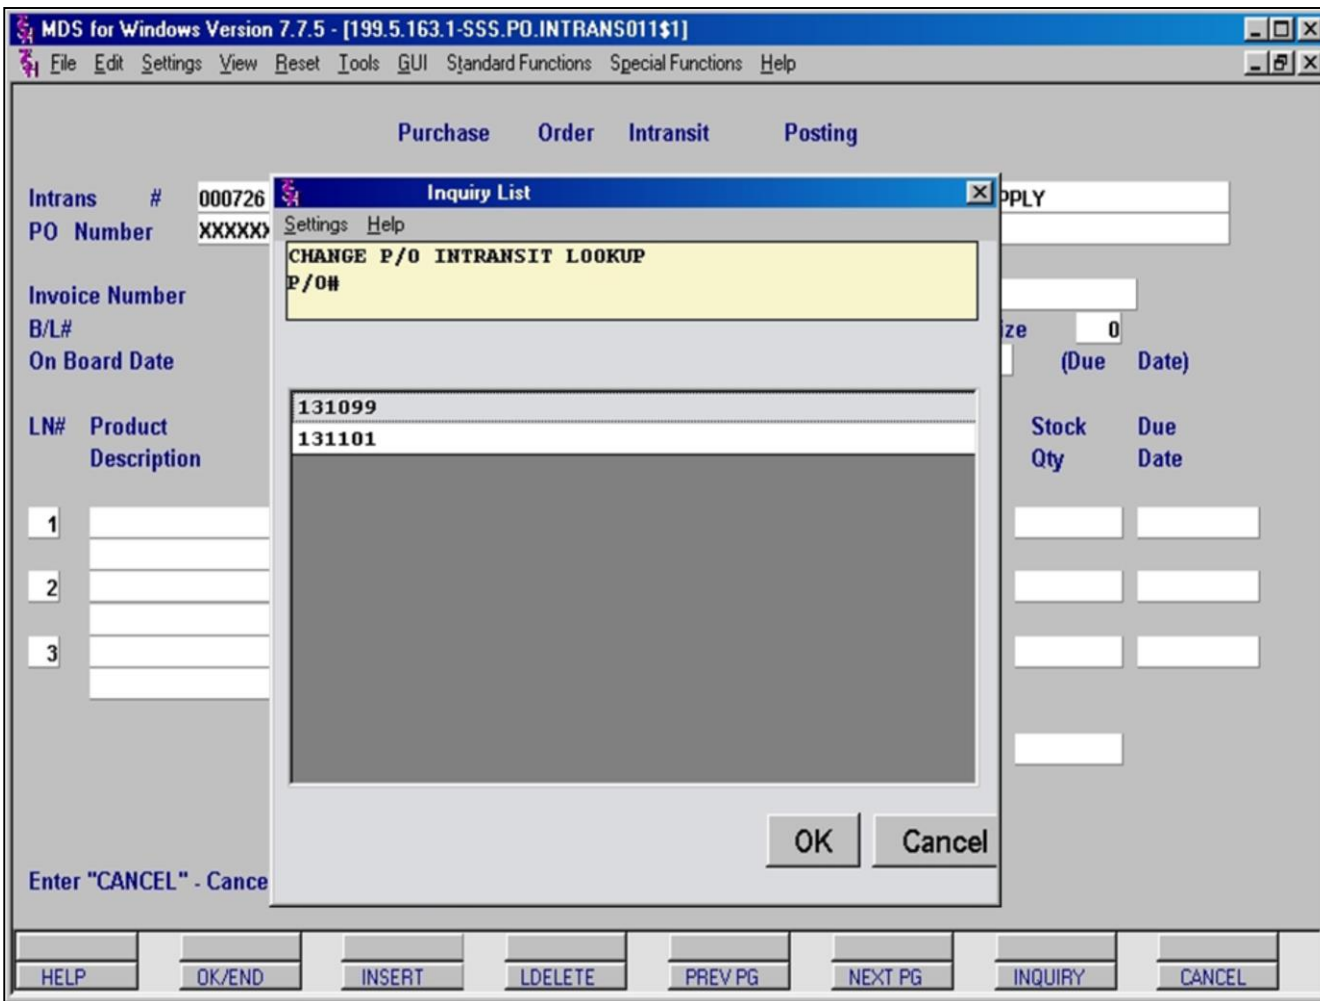 MDS for Windows Version 7.7.5 - [199.5.163.1-SSS.PO.INTRANS011$1]
File Edit Settings View Reset Tools GUI Standard Functions Special Functions Help
Purchase Order Intransit Posting
Intrans # 000726
PPLY
PO Number XXXXXX
Inquiry List
Settings Help
CHANGE P/O INTRANSIT LOOKUP
P/O#
131099
131101
OK Cancel
Invoice Number
B/L#
ize 0
On Board Date
(Due Date)
LN# Product
Stock Due
Description
Qty Date
1
2
3
Enter "CANCEL" - Cance
HELP OK/END INSERT LDELETE PREV PG NEXT PG INQUIRY CANCEL